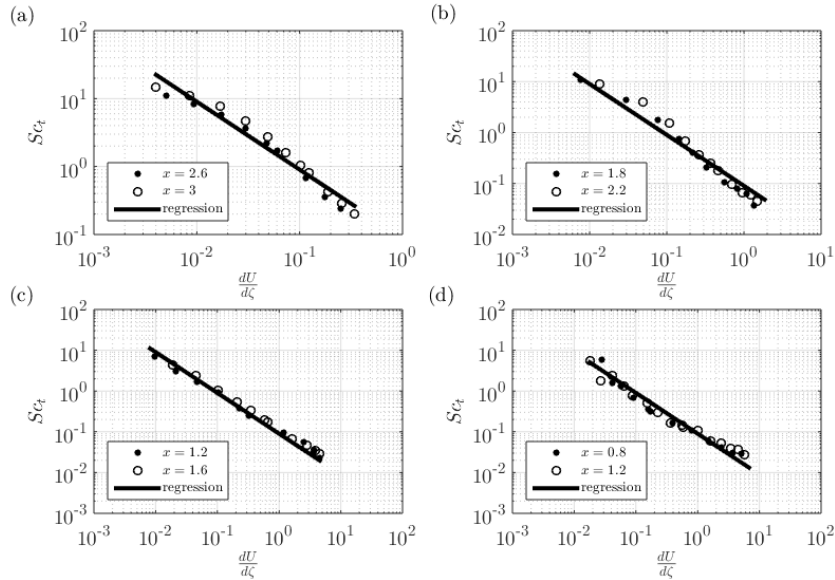 (a)
10^2
10^1
10^0
10^{-1}
Sc_t
x = 2.6
x = 3
regression
10^{-3} 10^{-2} 10^{-1} 10^0
dU/dζ
(b)
10^2
10^1
10^0
10^{-1}
10^{-2}
Sc_t
x = 1.8
x = 2.2
regression
10^{-3} 10^{-2} 10^{-1} 10^0 10^1
dU/dζ
(c)
10^2
10^1
10^0
10^{-1}
10^{-2}
10^{-3}
Sc_t
x = 1.2
x = 1.6
regression
10^{-3} 10^{-2} 10^{-1} 10^0 10^1 10^2
dU/dζ
(d)
10^2
10^1
10^0
10^{-1}
10^{-2}
10^{-3}
Sc_t
x = 0.8
x = 1.2
regression
10^{-3} 10^{-2} 10^{-1} 10^0 10^1 10^2
dU/dζ